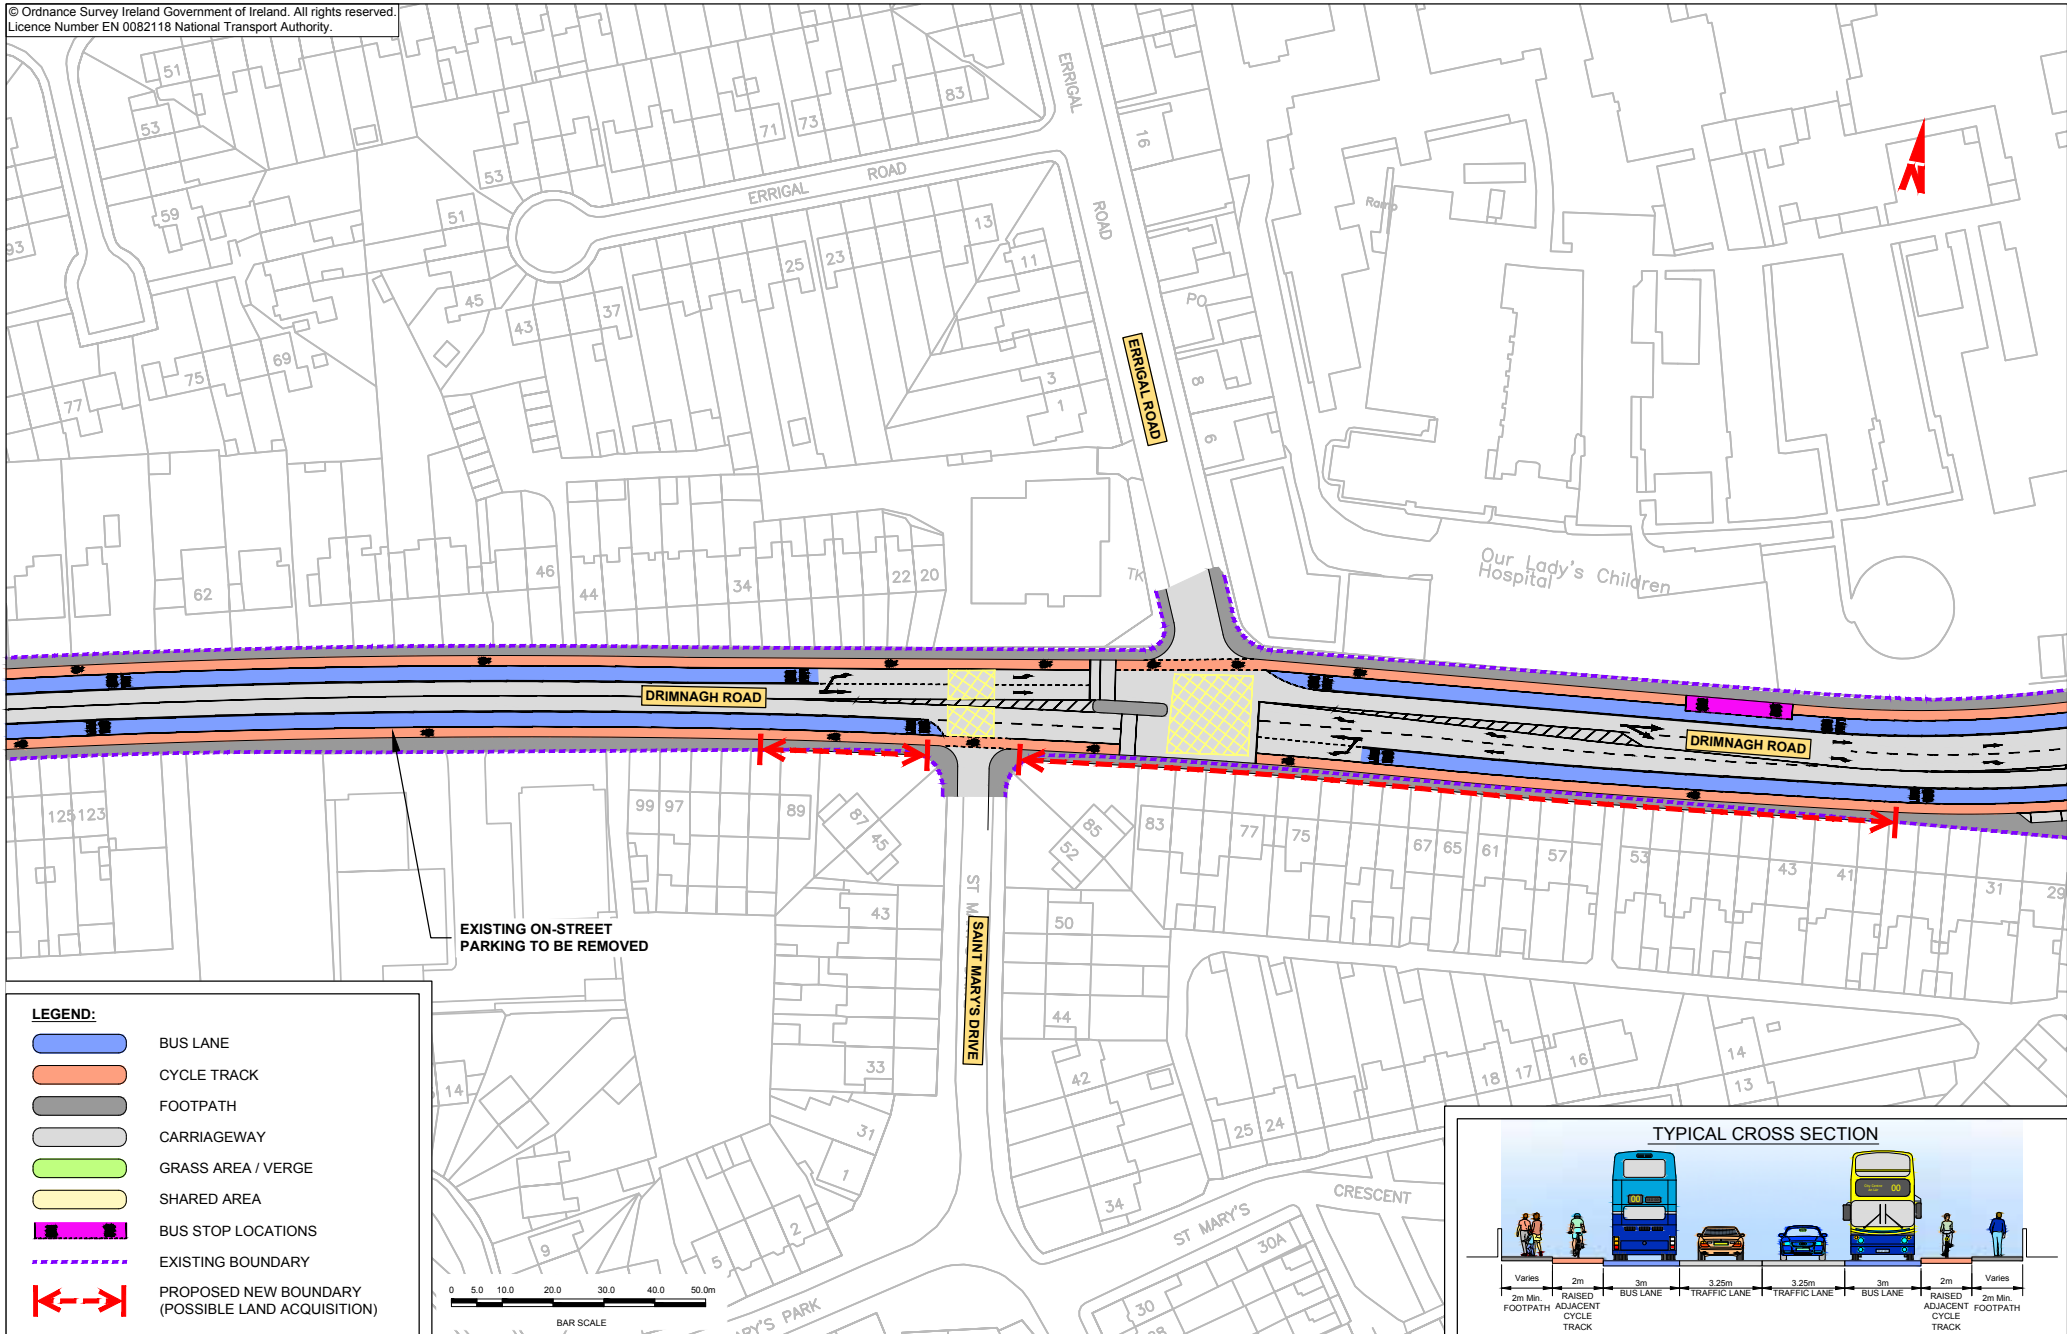 © Ordnance Survey Ireland Government of Ireland. All rights reserved.
Licence Number EN 0082118 National Transport Authority.
51
53
59
93
53
51
45
43
37
71
73
83
ERRIGAL ROAD
25
23
13
11
3
1
ERRIGAL
ROAD
16
PO
8
6
ERRIGAL ROAD
Ramp
75
69
77
62
46
44
34
22
20
TK
Our Lady's Children
Hospital
DRIMNAGH ROAD
DRIMNAGH ROAD
125
123
99
97
89
87
45
85
52
83
77
75
67
65
61
57
53
43
41
31
29
EXISTING ON-STREET
PARKING TO BE REMOVED
43
33
31
1
50
44
42
34
ST
SAINT MARY'S DRIVE
14
9
5
2
25
24
18
17
16
14
13
30A
30
ST MARY'S
CRESCENT
RY'S PARK
LEGEND:
BUS LANE
CYCLE TRACK
FOOTPATH
CARRIAGEWAY
GRASS AREA / VERGE
SHARED AREA
BUS STOP LOCATIONS
EXISTING BOUNDARY
PROPOSED NEW BOUNDARY
(POSSIBLE LAND ACQUISITION)
0 5.0 10.0 20.0 30.0 40.0 50.0m
BAR SCALE
TYPICAL CROSS SECTION
00
00
Varies 2m 3m 3.25m 3.25m 3m 2m Varies
2m Min.
FOOTPATH
RAISED
ADJACENT
CYCLE
TRACK
BUS LANE
TRAFFIC LANE
TRAFFIC LANE
BUS LANE
RAISED
ADJACENT
CYCLE
TRACK
2m Min.
FOOTPATH
N